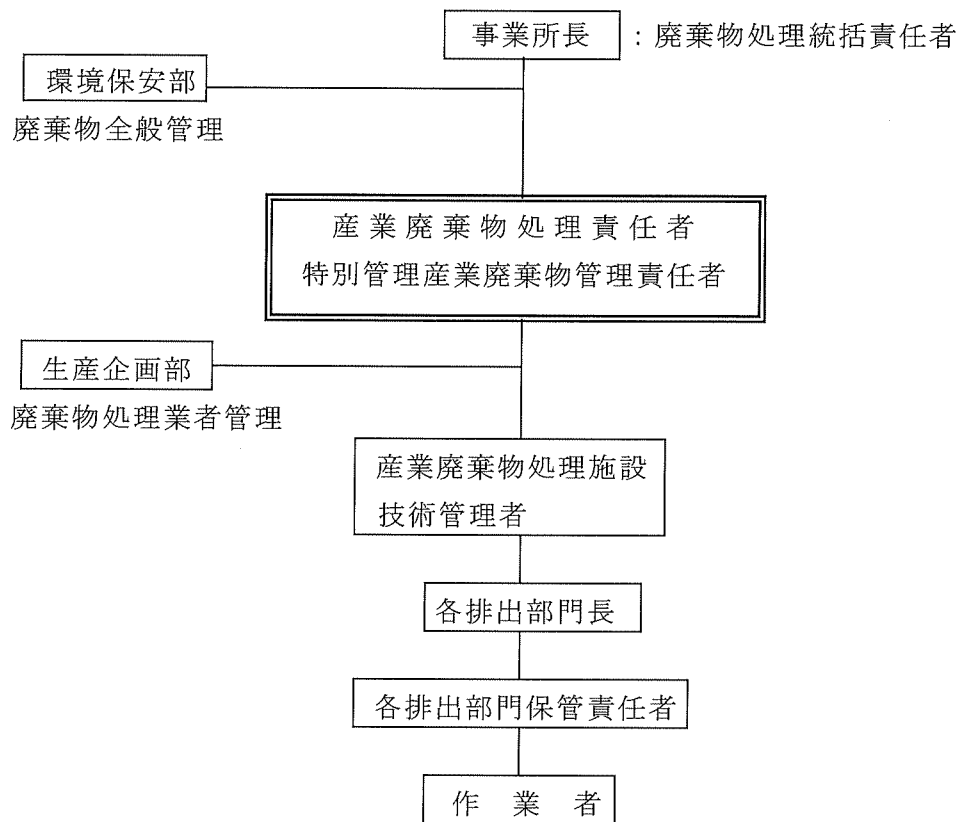 事業所長 :廃棄物処理統括責任者
環境保安部
廃棄物全般管理
産業廃棄物処理責任者
特別管理産業廃棄物管理責任者
生産企画部
廃棄物処理業者管理
産業廃棄物処理施設
技術管理者
各排出部門長
各排出部門保管責任者
作業者